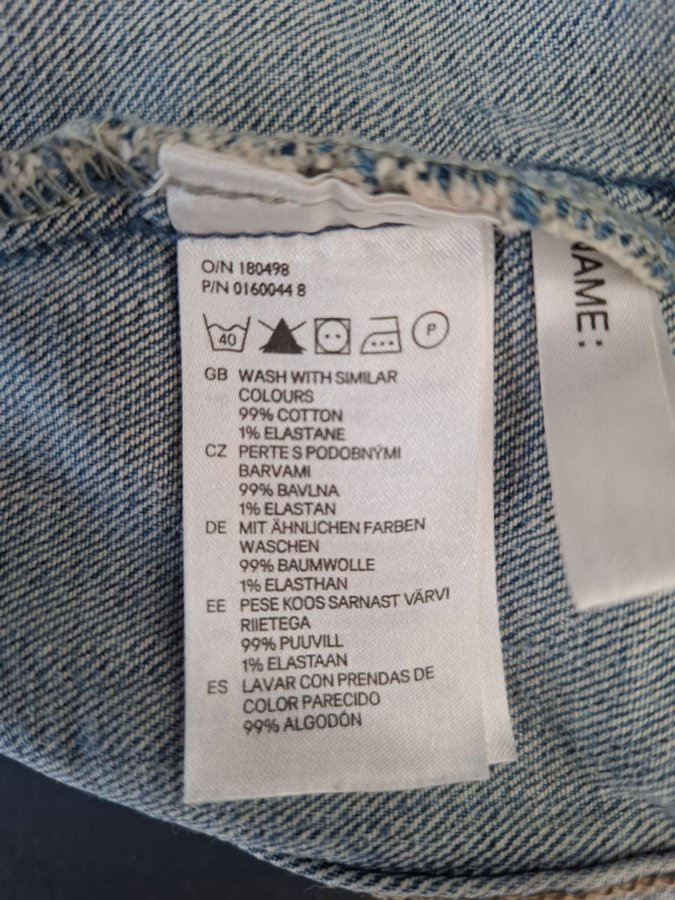 O/N 180498
P/N 0160044 8
40 P
GB WASH WITH SIMILAR
COLOURS
99% COTTON
1% ELASTANE
CZ PERTE S PODOBNÝMI
BARVAMI
99% BAVLNA
1% ELASTAN
DE MIT ÄHNLICHEN FARBEN
WASCHEN
99% BAUMWOLLE
1% ELASTHAN
EE PESE KOOS SARNAST VÄRVI
RIIETEGA
99% PUUVILL
1% ELASTAAN
ES LAVAR CON PRENDAS DE
COLOR PARECIDO
99% ALGODÓN
NAME: